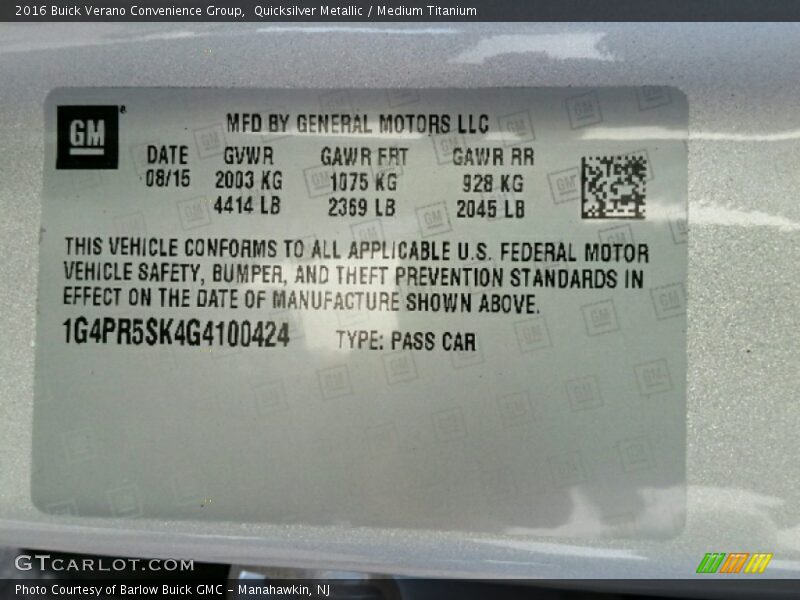 2016 Buick Verano Convenience Group,  Quicksilver Metallic / Medium Titanium
GM
MFD BY GENERAL MOTORS LLC
DATE GVWR GAWR FRT GAWR RR
08/15 2003 KG 1075 KG 928 KG
4414 LB 2369 LB 2045 LB
THIS VEHICLE CONFORMS TO ALL APPLICABLE U.S. FEDERAL MOTOR
VEHICLE SAFETY, BUMPER, AND THEFT PREVENTION STANDARDS IN
EFFECT ON THE DATE OF MANUFACTURE SHOWN ABOVE.
1G4PR5SK4G4100424 TYPE: PASS CAR
GTCarLot.com
Photo Courtesy of Barlow Buick GMC - Manahawkin, NJ